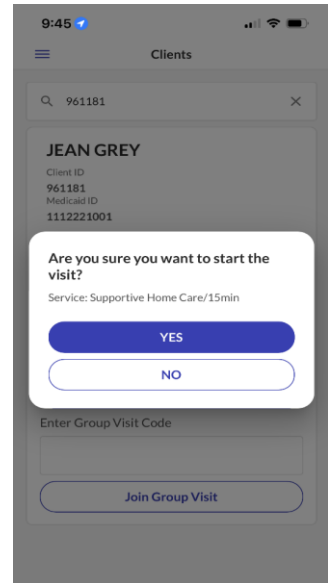 9:45
Clients
961181
JEAN GREY
Client ID
961181
Medicaid ID
1112221001
Are you sure you want to start the
visit?
Service: Supportive Home Care/15min
YES
NO
Enter Group Visit Code
Join Group Visit